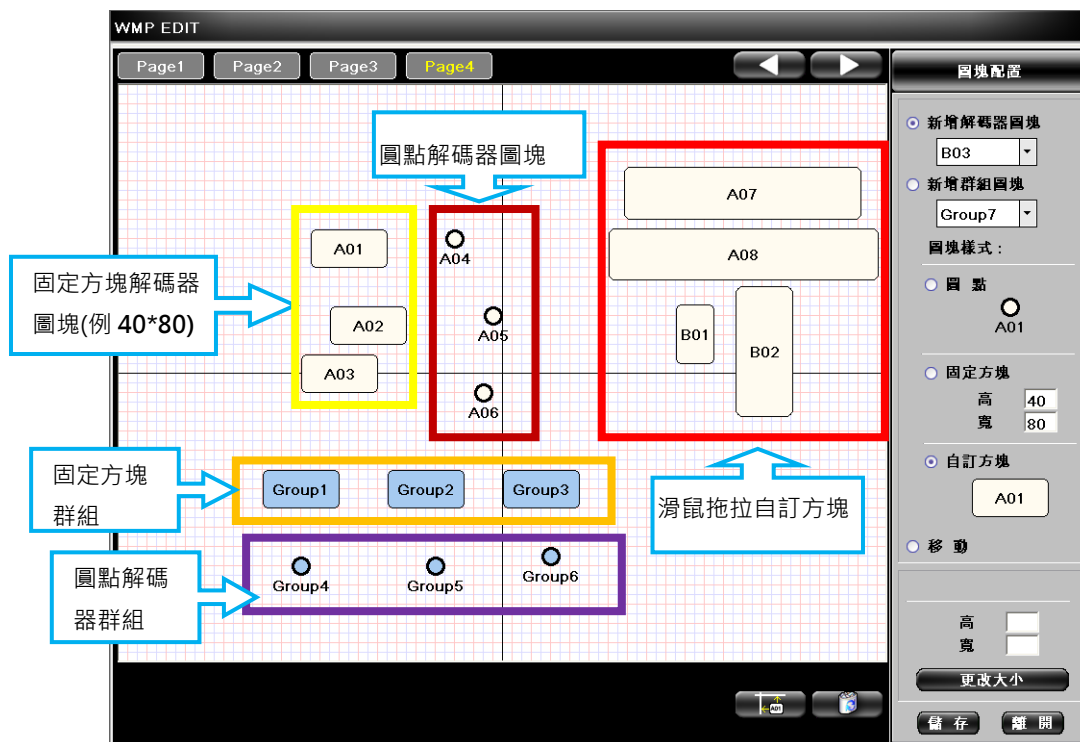 WMP EDIT
Page1
Page2
Page3
Page4
圓點解碼器圖塊
固定方塊解碼器
圖塊(例 40*80)
A01
A02
A03
A04
A05
A06
A07
A08
B01
B02
滑鼠拖拉自訂方塊
固定方塊
群組
Group1
Group2
Group3
圓點解碼
器群組
Group4
Group5
Group6
A01
圖塊配置
新增解碼器圖塊
B03
新增群組圖塊
Group7
圖塊樣式：
圓 點
A01
固定方塊
高 40
寬 80
自訂方塊
A01
移 動
高
寬
更改大小
儲 存
離 開